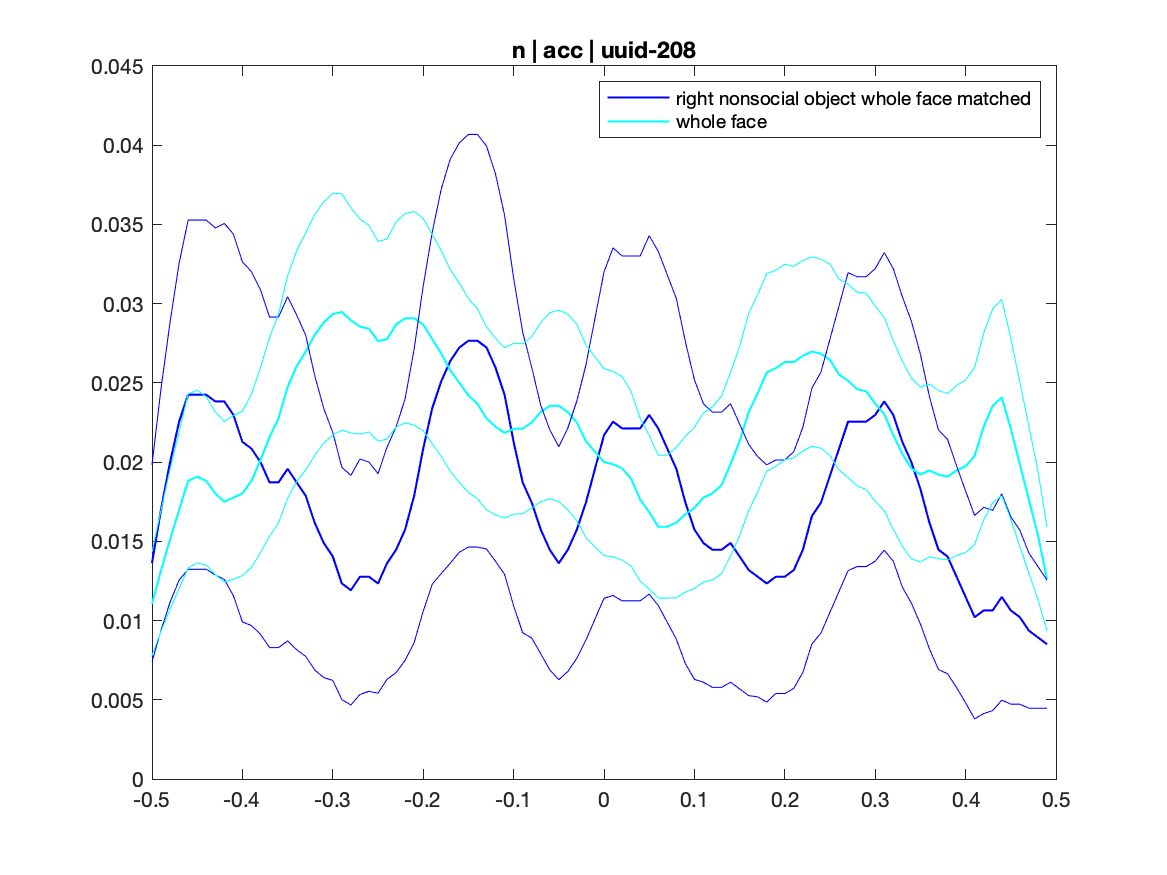 n | acc | uuid-208
right nonsocial object whole face matched
whole face
0.045
0.04
0.035
0.03
0.025
0.02
0.015
0.01
0.005
0
-0.5 -0.4 -0.3 -0.2 -0.1 0 0.1 0.2 0.3 0.4 0.5